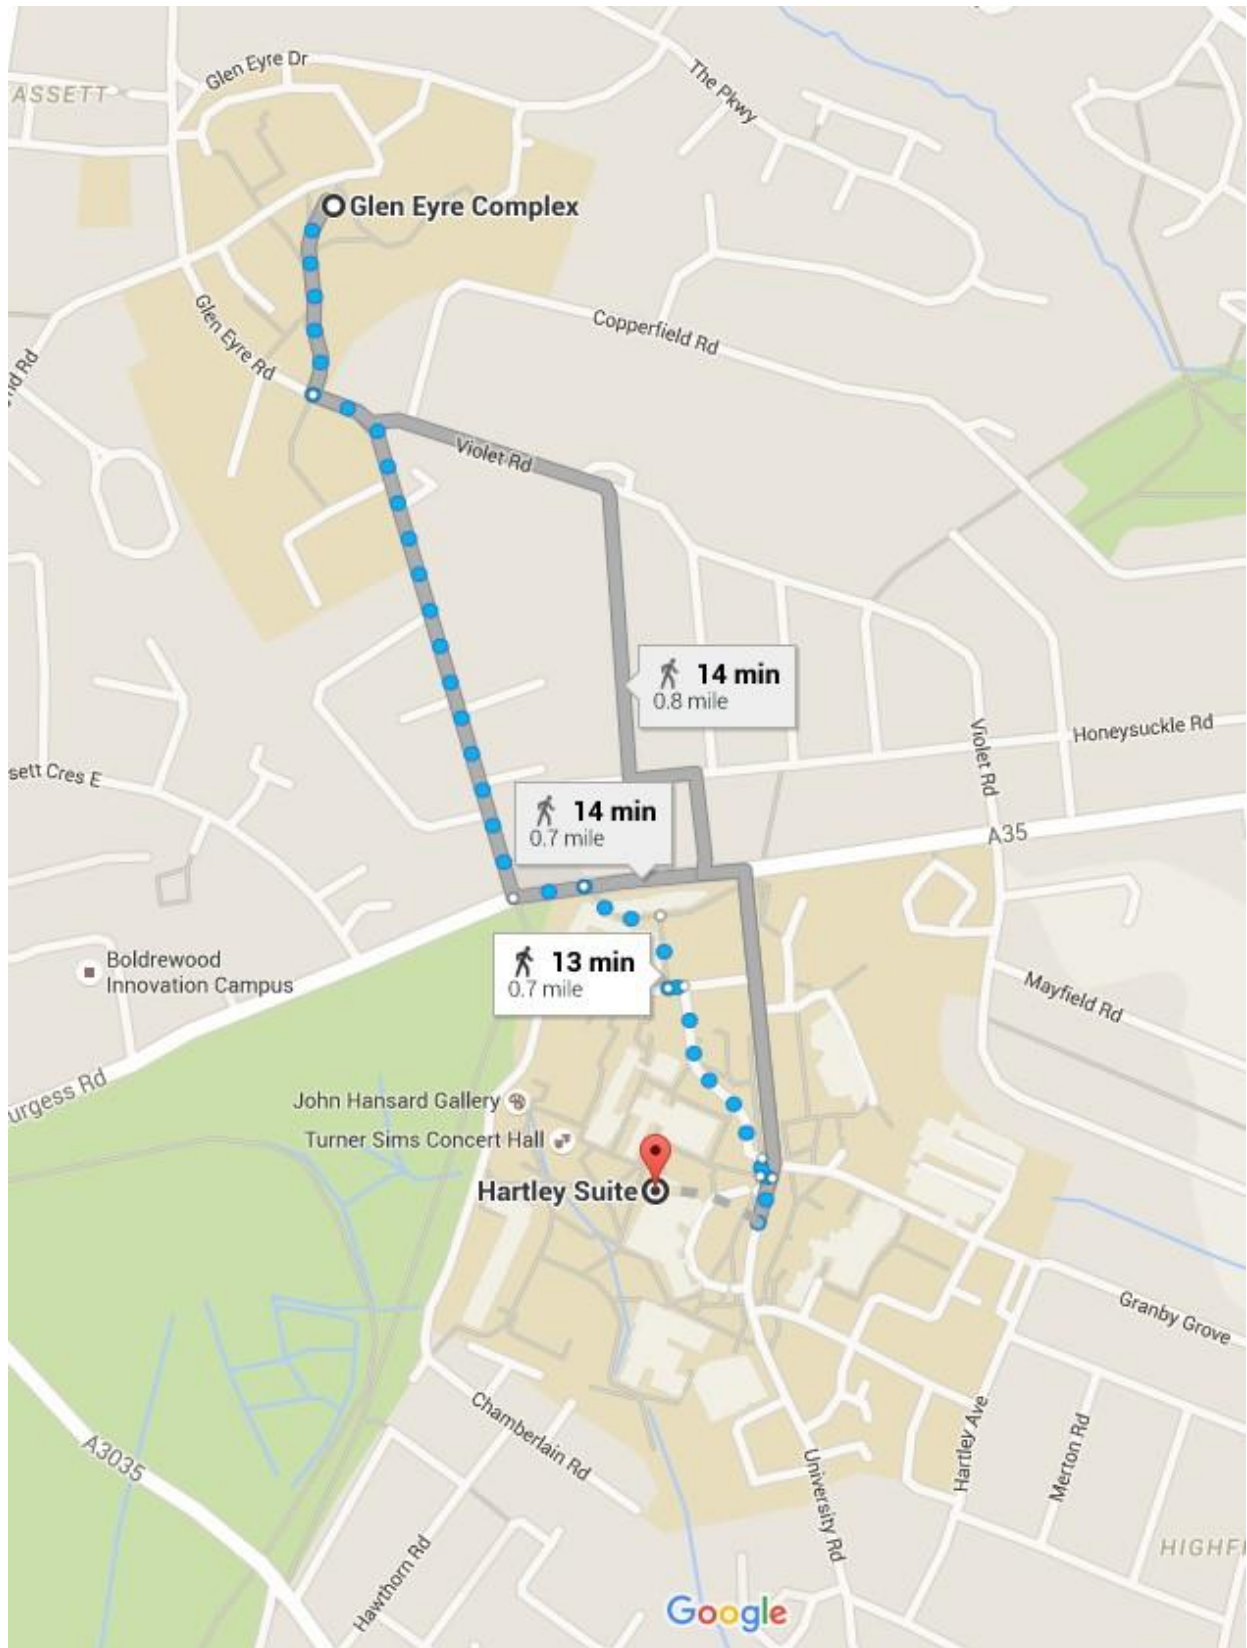 Glen Eyre Dr
ASSETT
The Pkwy
Glen Eyre Complex
Glen Eyre Rd
Copperfield Rd
nd Rd
Violet Rd
14 min
0.8 mile
Violet Rd
Honeysuckle Rd
sett Cres E
14 min
0.7 mile
A35
13 min
0.7 mile
Boldrewood
Innovation Campus
Mayfield Rd
urgess Rd
John Hansard Gallery
Turner Sims Concert Hall
Hartley Suite
Granby Grove
Chamberlain Rd
A3035
Hartley Ave
Merton Rd
University Rd
Hawthorn Rd
HIGHFI
Google